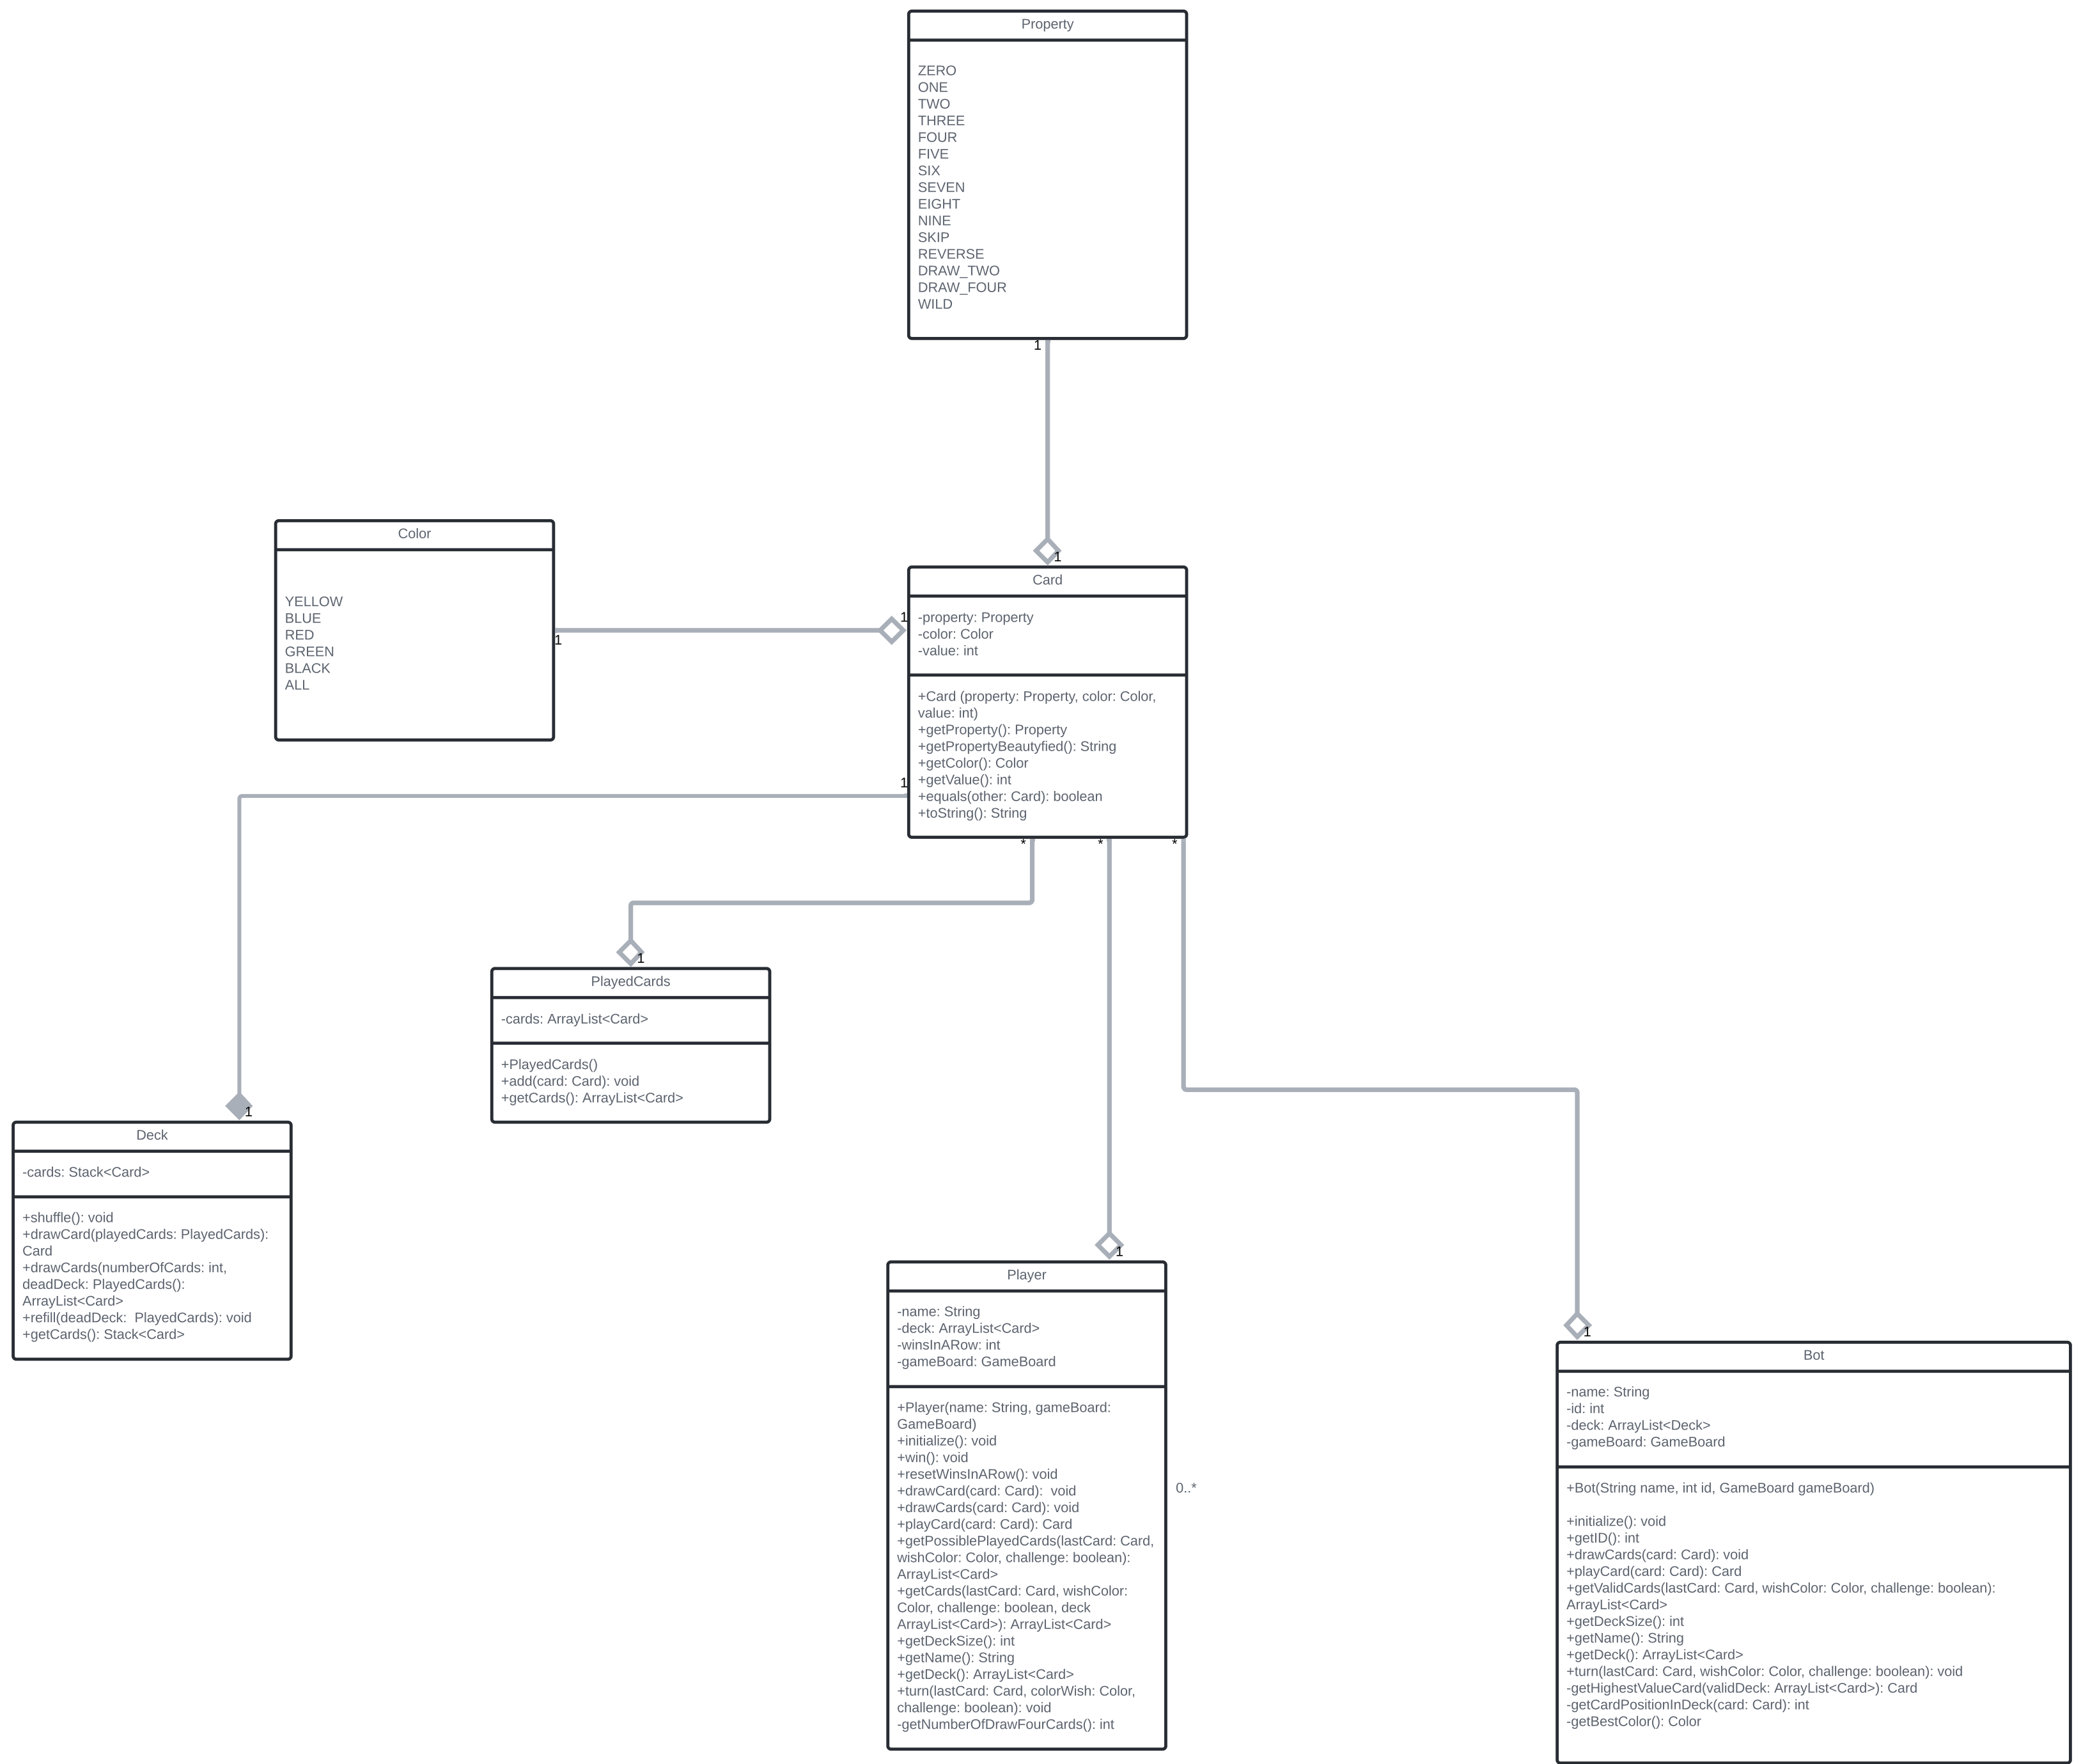 Property
ZERO
ONE
TWO
THREE
FOUR
FIVE
SIX
SEVEN
EIGHT
NINE
SKIP
REVERSE
DRAW_TWO
DRAW_FOUR
WILD
1
1
Color
YELLOW
BLUE
RED
GREEN
BLACK
ALL
1
1
Card
-property: Property
-color: Color
-value: int
+Card (property: Property, color: Color,
value: int)
+getProperty(): Property
+getPropertyBeautyfied(): String
+getColor(): Color
+getValue(): int
+equals(other: Card): boolean
+toString(): String
1
*
*
*
1
PlayedCards
-cards: ArrayList<Card>
+PlayedCards()
+add(card: Card): void
+getCards(): ArrayList<Card>
1
Deck
-cards: Stack<Card>
+shuffle(): void
+drawCard(playedCards: PlayedCards):
Card
+drawCards(numberOfCards: int,
deadDeck: PlayedCards():
ArrayList<Card>
+refill(deadDeck:  PlayedCards): void
+getCards(): Stack<Card>
1
Player
-name: String
-deck: ArrayList<Card>
-winsInARow: int
-gameBoard: GameBoard
+Player(name: String, gameBoard:
GameBoard)
+initialize(): void
+win(): void
+resetWinsInARow(): void
+drawCard(card: Card):  void
+drawCards(card: Card): void
+playCard(card: Card): Card
+getPossiblePlayedCards(lastCard: Card,
wishColor: Color, challenge: boolean):
ArrayList<Card>
+getCards(lastCard: Card, wishColor:
Color, challenge: boolean, deck
ArrayList<Card>): ArrayList<Card>
+getDeckSize(): int
+getName(): String
+getDeck(): ArrayList<Card>
+turn(lastCard: Card, colorWish: Color,
challenge: boolean): void
-getNumberOfDrawFourCards(): int
0..*
1
Bot
-name: String
-id: int
-deck: ArrayList<Deck>
-gameBoard: GameBoard
+Bot(String name, int id, GameBoard gameBoard)
+initialize(): void
+getID(): int
+drawCards(card: Card): void
+playCard(card: Card): Card
+getValidCards(lastCard: Card, wishColor: Color, challenge: boolean):
ArrayList<Card>
+getDeckSize(): int
+getName(): String
+getDeck(): ArrayList<Card>
+turn(lastCard: Card, wishColor: Color, challenge: boolean): void
-getHighestValueCard(validDeck: ArrayList<Card>): Card
-getCardPositionInDeck(card: Card): int
-getBestColor(): Color